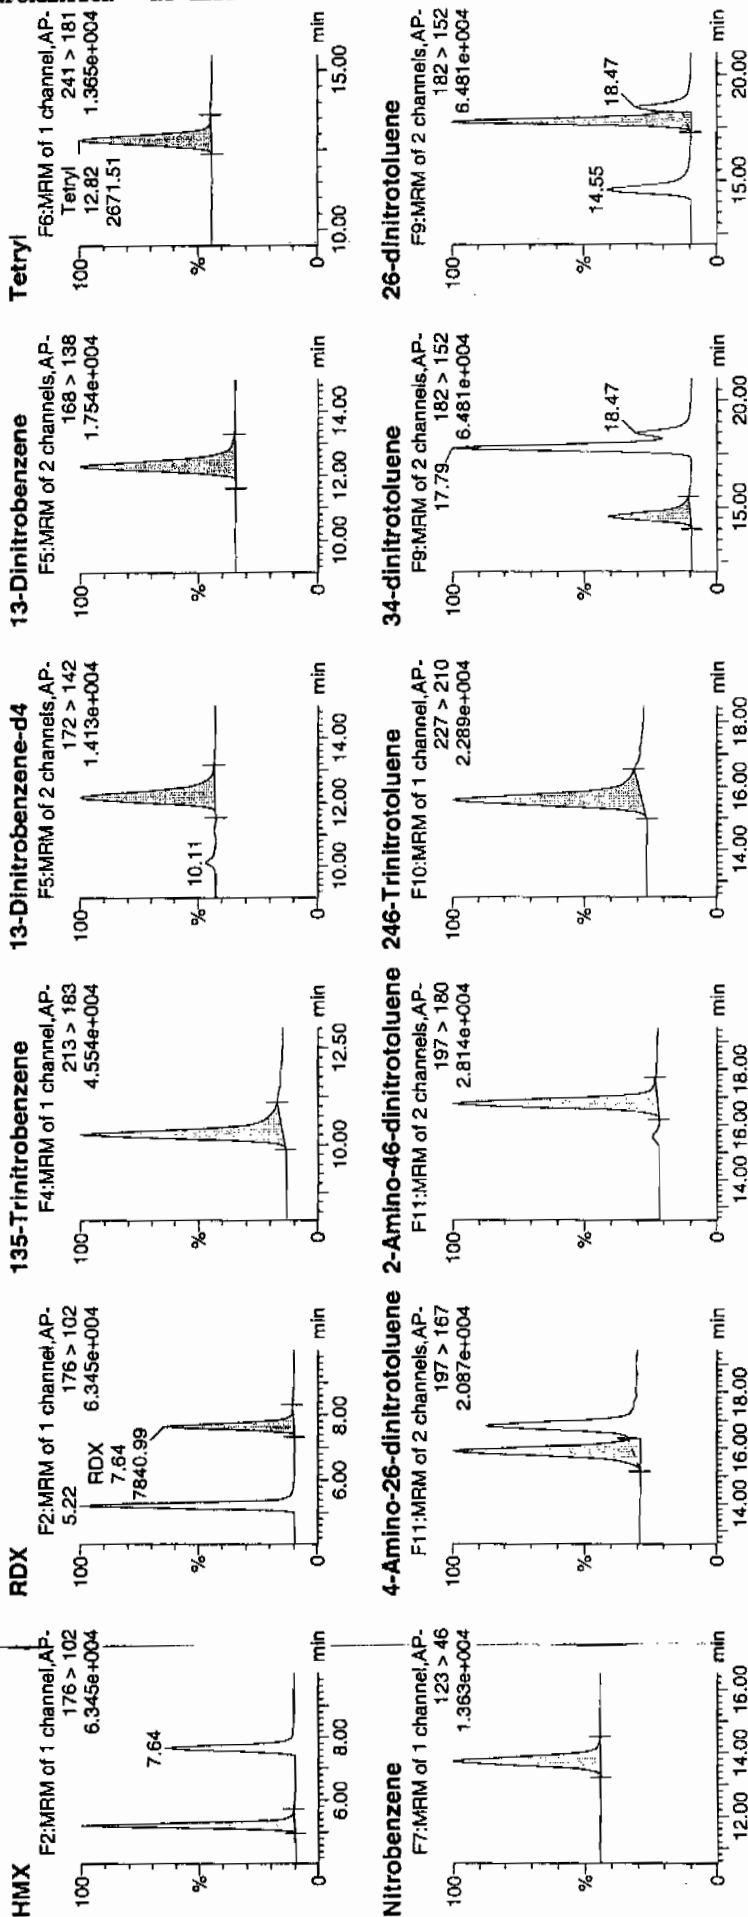 HMX
F2:MRM of 1 channel,AP-
176 > 102
6.345e+004
100
7.64
%
0
6.00
8.00
min
RDX
F2:MRM of 1 channel,AP-
176 > 102
6.345e+004
5.22
100
RDX
7.64
7840.99
%
0
6.00
8.00
min
135-Trinitrobenzene
F4:MRM of 1 channel,AP-
213 > 183
4.554e+004
100
%
0
10.00
12.50
min
13-Dinitrobenzene-d4
F5:MRM of 2 channels,AP-
172 > 142
1.413e+004
100
10.11
%
0
10.00
12.00
14.00
min
13-Dinitrobenzene
F5:MRM of 2 channels,AP-
168 > 138
1.754e+004
100
%
0
10.00
12.00
14.00
min
Tetryl
F6:MRM of 1 channel,AP-
241 > 181
1.365e+004
100
Tetryl
12.82
2671.51
%
0
10.00
15.00
min
Nitrobenzene
F7:MRM of 1 channel,AP-
123 > 46
1.363e+004
100
%
0
12.00
14.00
16.00
min
4-Amino-26-dinitrotoluene
F11:MRM of 2 channels,AP-
197 > 167
2.087e+004
100
%
0
14.00
16.00
18.00
min
2-Amino-46-dinitrotoluene
F11:MRM of 2 channels,AP-
197 > 180
2.814e+004
100
%
0
14.00
16.00
18.00
min
246-Trinitrotoluene
F10:MRM of 1 channel,AP-
227 > 210
2.289e+004
100
%
0
14.00
16.00
18.00
min
34-dinitrotoluene
F9:MRM of 2 channels,AP-
182 > 152
6.481e+004
17.79
100
18.47
%
0
15.00
20.00
min
26-dinitrotoluene
F9:MRM of 2 channels,AP-
182 > 152
6.481e+004
100
14.55
18.47
%
0
15.00
20.00
min